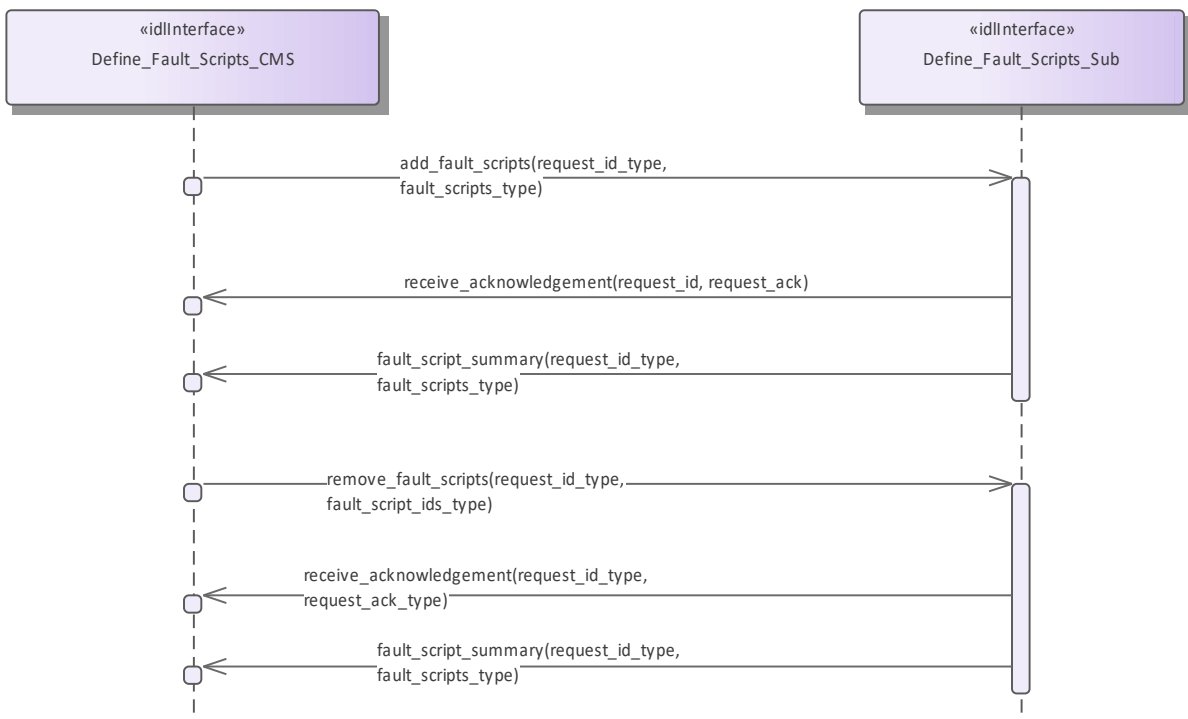 «idlInterface»
Define_Fault_Scripts_CMS
«idlInterface»
Define_Fault_Scripts_Sub
add_fault_scripts(request_id_type,
fault_scripts_type)
receive_acknowledgement(request_id, request_ack)
fault_script_summary(request_id_type,
fault_scripts_type)
remove_fault_scripts(request_id_type,
fault_script_ids_type)
receive_acknowledgement(request_id_type,
request_ack_type)
fault_script_summary(request_id_type,
fault_scripts_type)